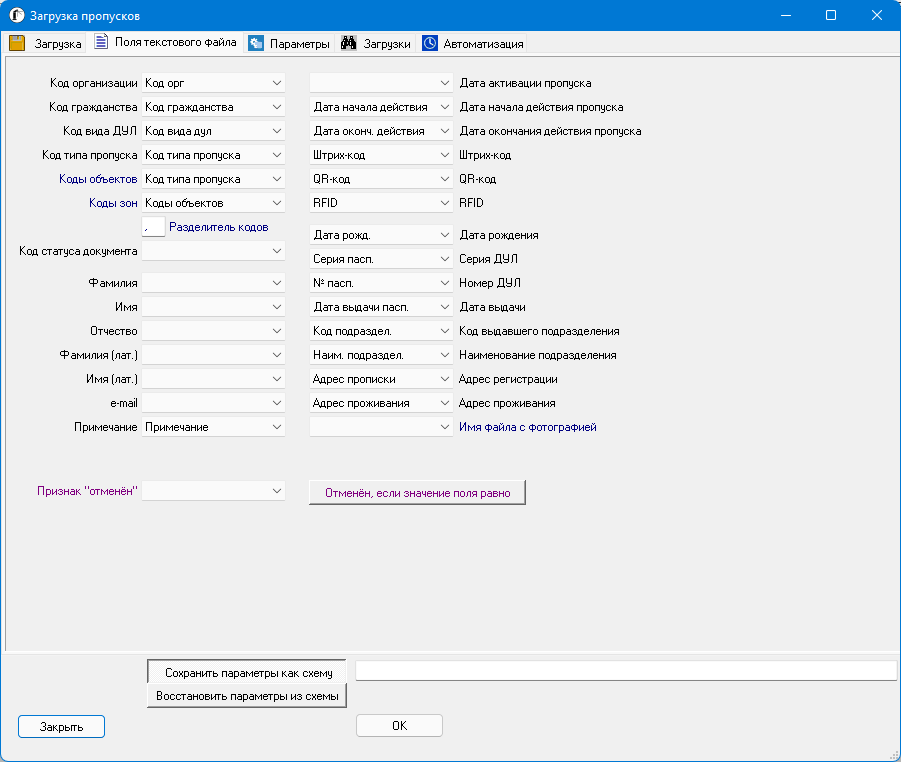 Загрузка пропусков
Загрузка Поля текстового файла Параметры Загрузки Автоматизация
Код организации Код орг Дата активации пропуска
Код гражданства Код гражданства Дата начала действия Дата начала действия пропуска
Код вида ДУЛ Код вида дул Дата оконч. действия Дата окончания действия пропуска
Код типа пропуска Код типа пропуска Штрих-код Штрих-код
Коды объектов Код типа пропуска QR-код QR-код
Коды зон Коды объектов RFID RFID
, Разделитель кодов
Дата рожд. Дата рождения
Код статуса документа
Серия пасп. Серия ДУЛ
Фамилия № пасп. Номер ДУЛ
Имя Дата выдачи пасп. Дата выдачи
Отчество Код подраздел. Код выдавшего подразделения
Фамилия (лат.) Наим. подраздел. Наименование подразделения
Имя (лат.) Адрес прописки Адрес регистрации
e-mail Адрес проживания Адрес проживания
Примечание Примечание Имя файла с фотографией
Признак "отменён" Отменён, если значение поля равно
Сохранить параметры как схему
Восстановить параметры из схемы
Закрыть OK